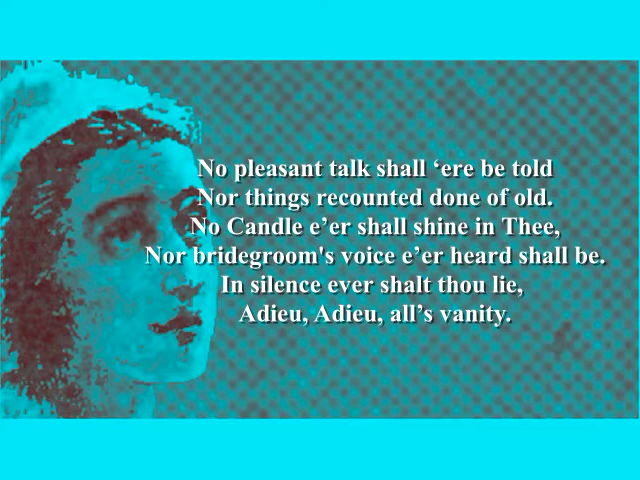 No pleasant talk shall ‘ere be told
Nor things recounted done of old.
No Candle e’er shall shine in Thee,
Nor bridegroom's voice e’er heard shall be.
In silence ever shalt thou lie,
Adieu, Adieu, all’s vanity.